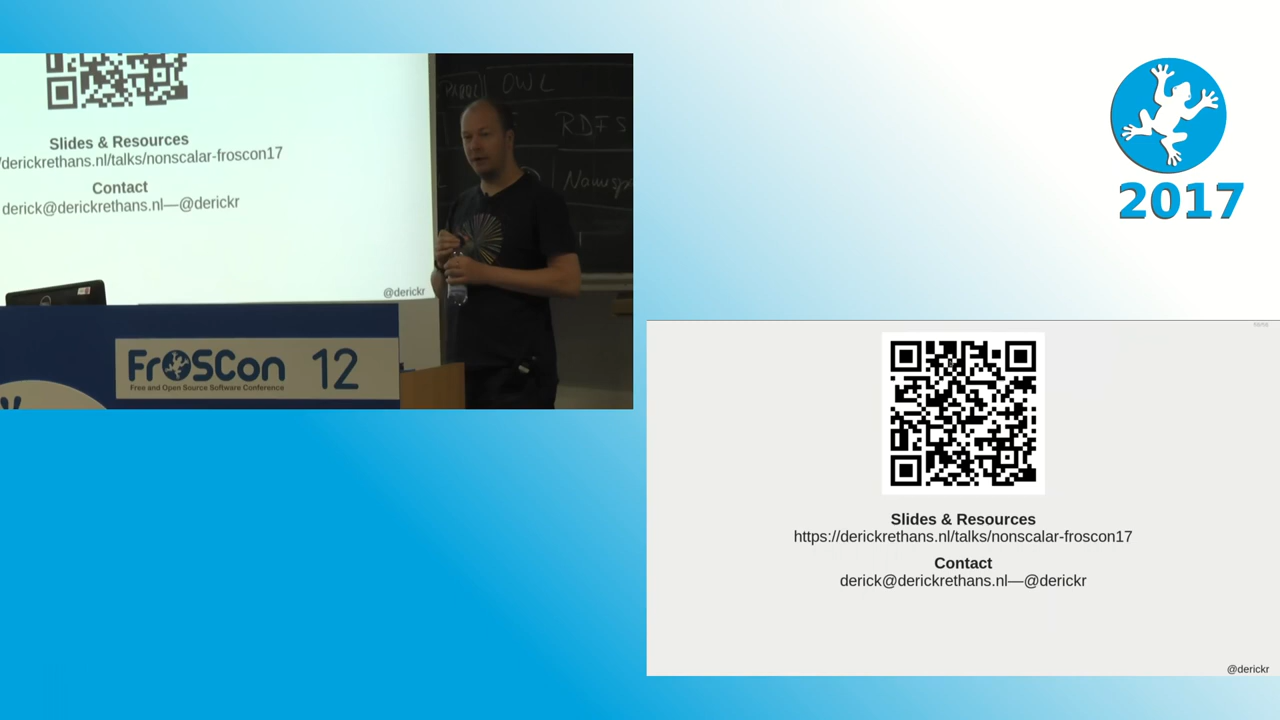 OWL
RDFS
Slides & Resources
/derickrethans.nl/talks/nonscalar-froscon17
Contact
derick@derickrethans.nl—@derickr
@derickr
FrOSCon 12
Free and Open Source Software Conference
2017
Slides & Resources
https://derickrethans.nl/talks/nonscalar-froscon17
Contact
derick@derickrethans.nl—@derickr
@derickr